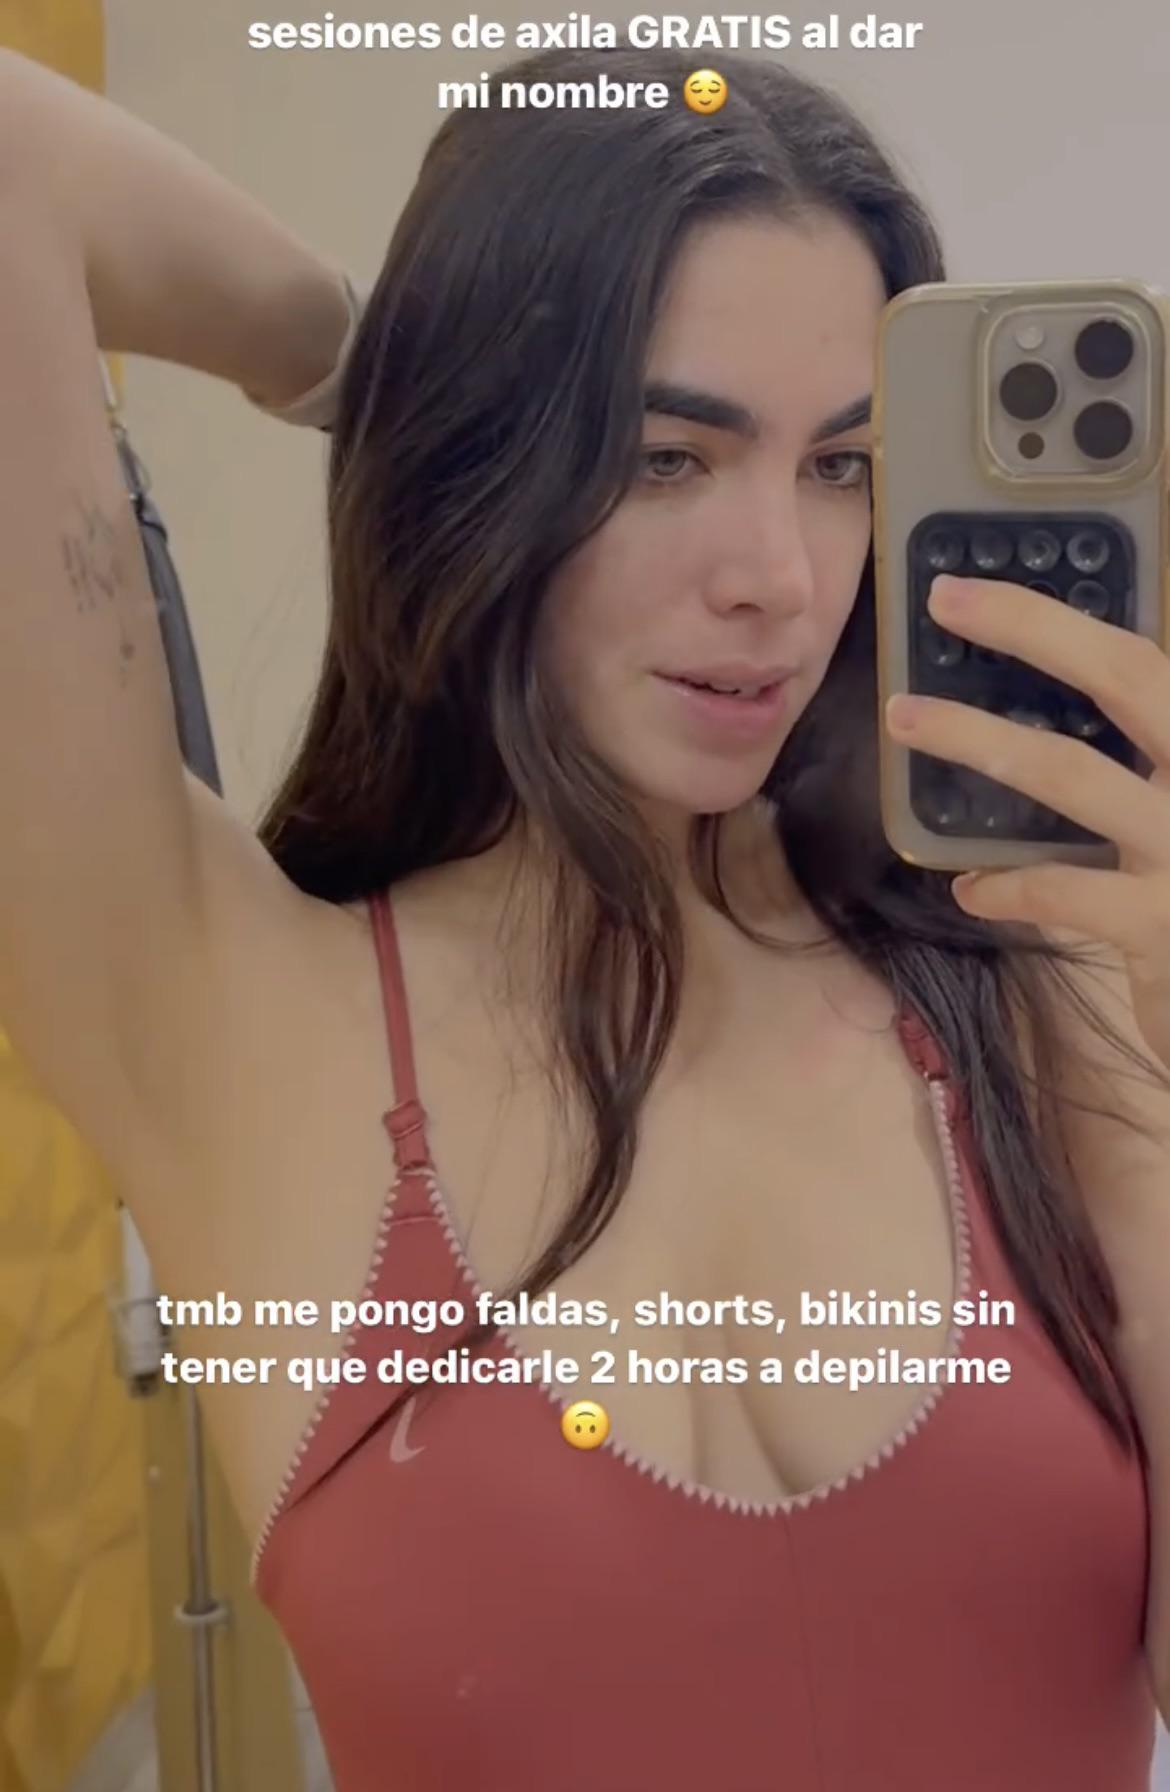 sesiones de axila GRATIS al dar
mi nombre 😌
tmb me pongo faldas, shorts, bikinis sin
tener que dedicarle 2 horas a depilarme
🙃